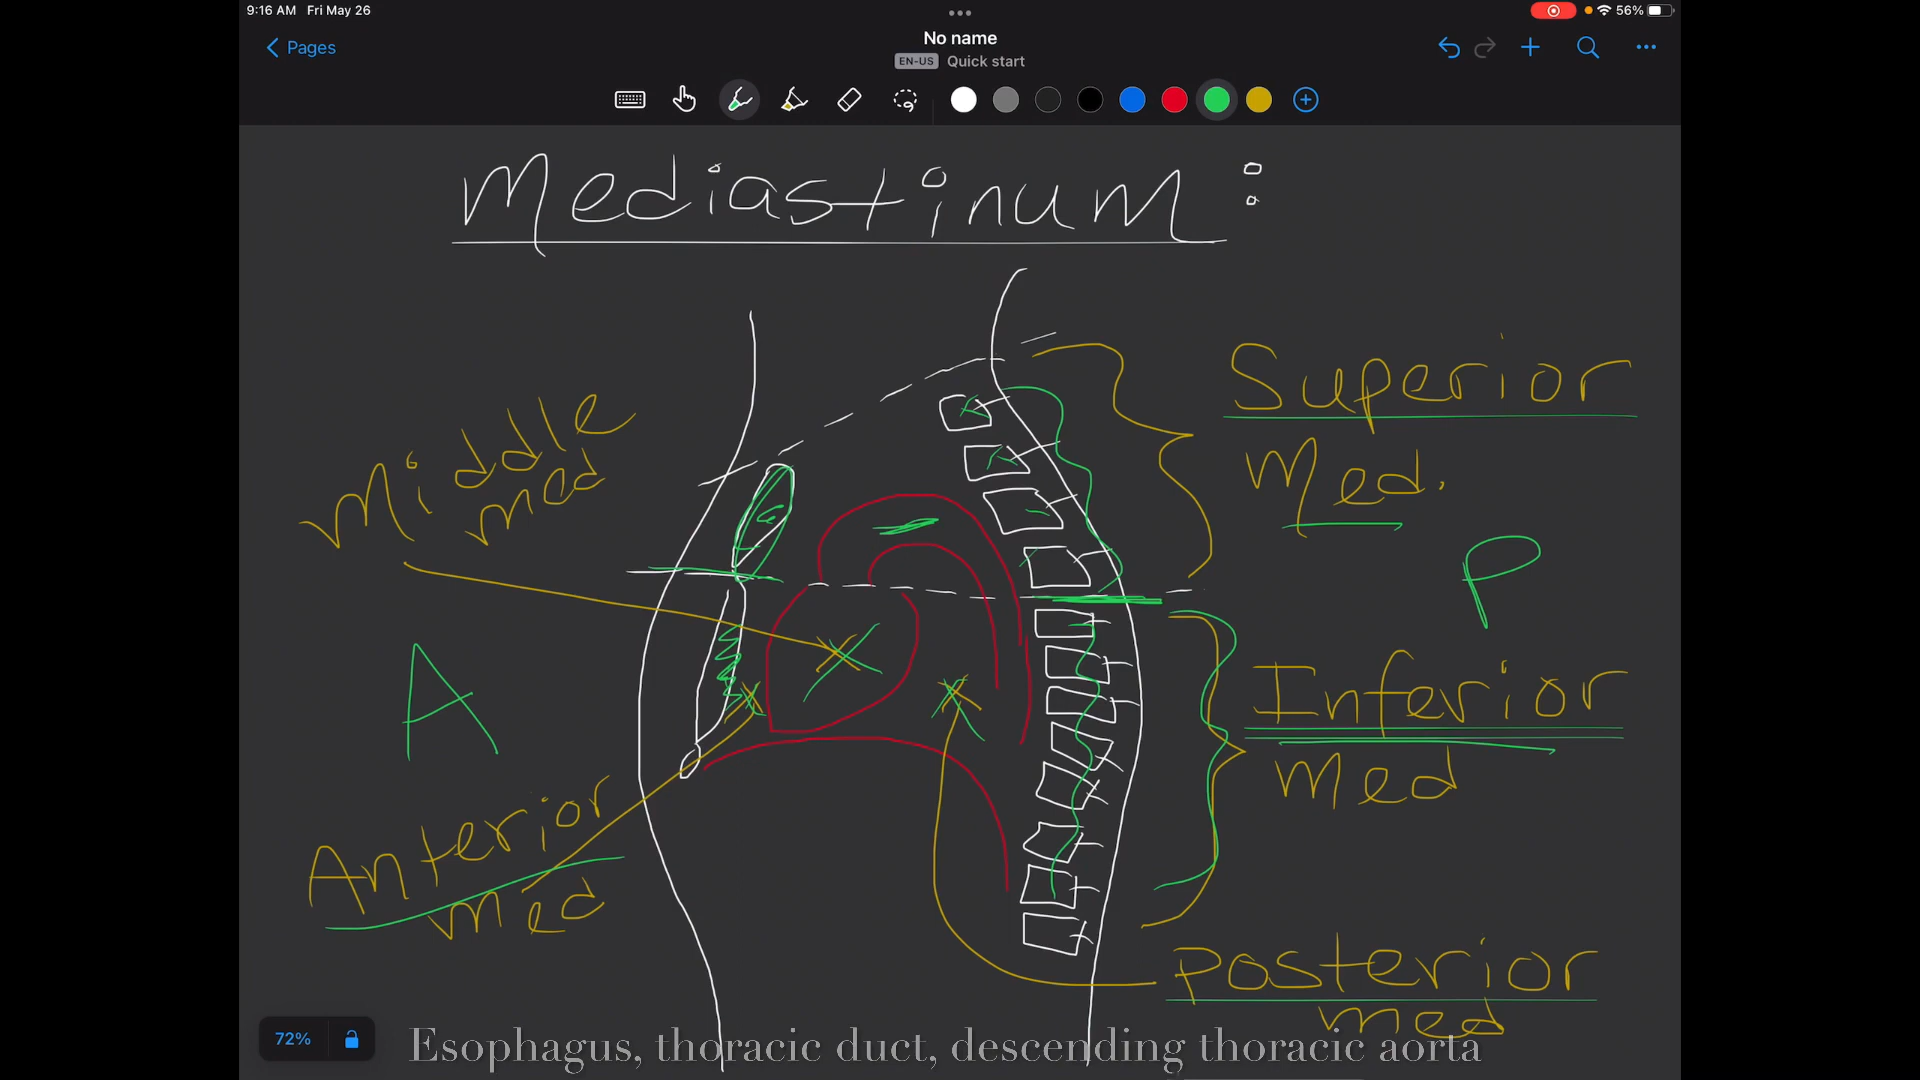 9:16 AM Fri May 26
56%
Pages
No name
EN-US Quick start
Mediastinum:
Superior
Med.
Middle
med
P
A
Inferior
Med
Anterior
med
Posterior
med
72%
Esophagus, thoracic duct, descending thoracic aorta